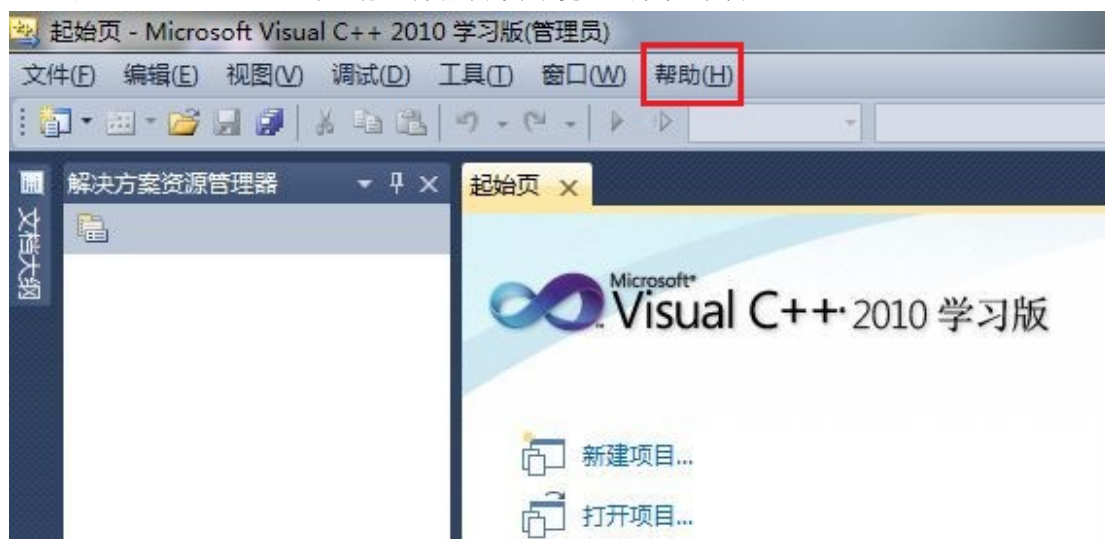 起始页 - Microsoft Visual C++ 2010 学习版(管理员)
文件(F) 编辑(E) 视图(V) 调试(D) 工具(T) 窗口(W) 帮助(H)
解决方案资源管理器
起始页
文档大纲
Microsoft®
Visual C++ 2010 学习版
新建项目...
打开项目...